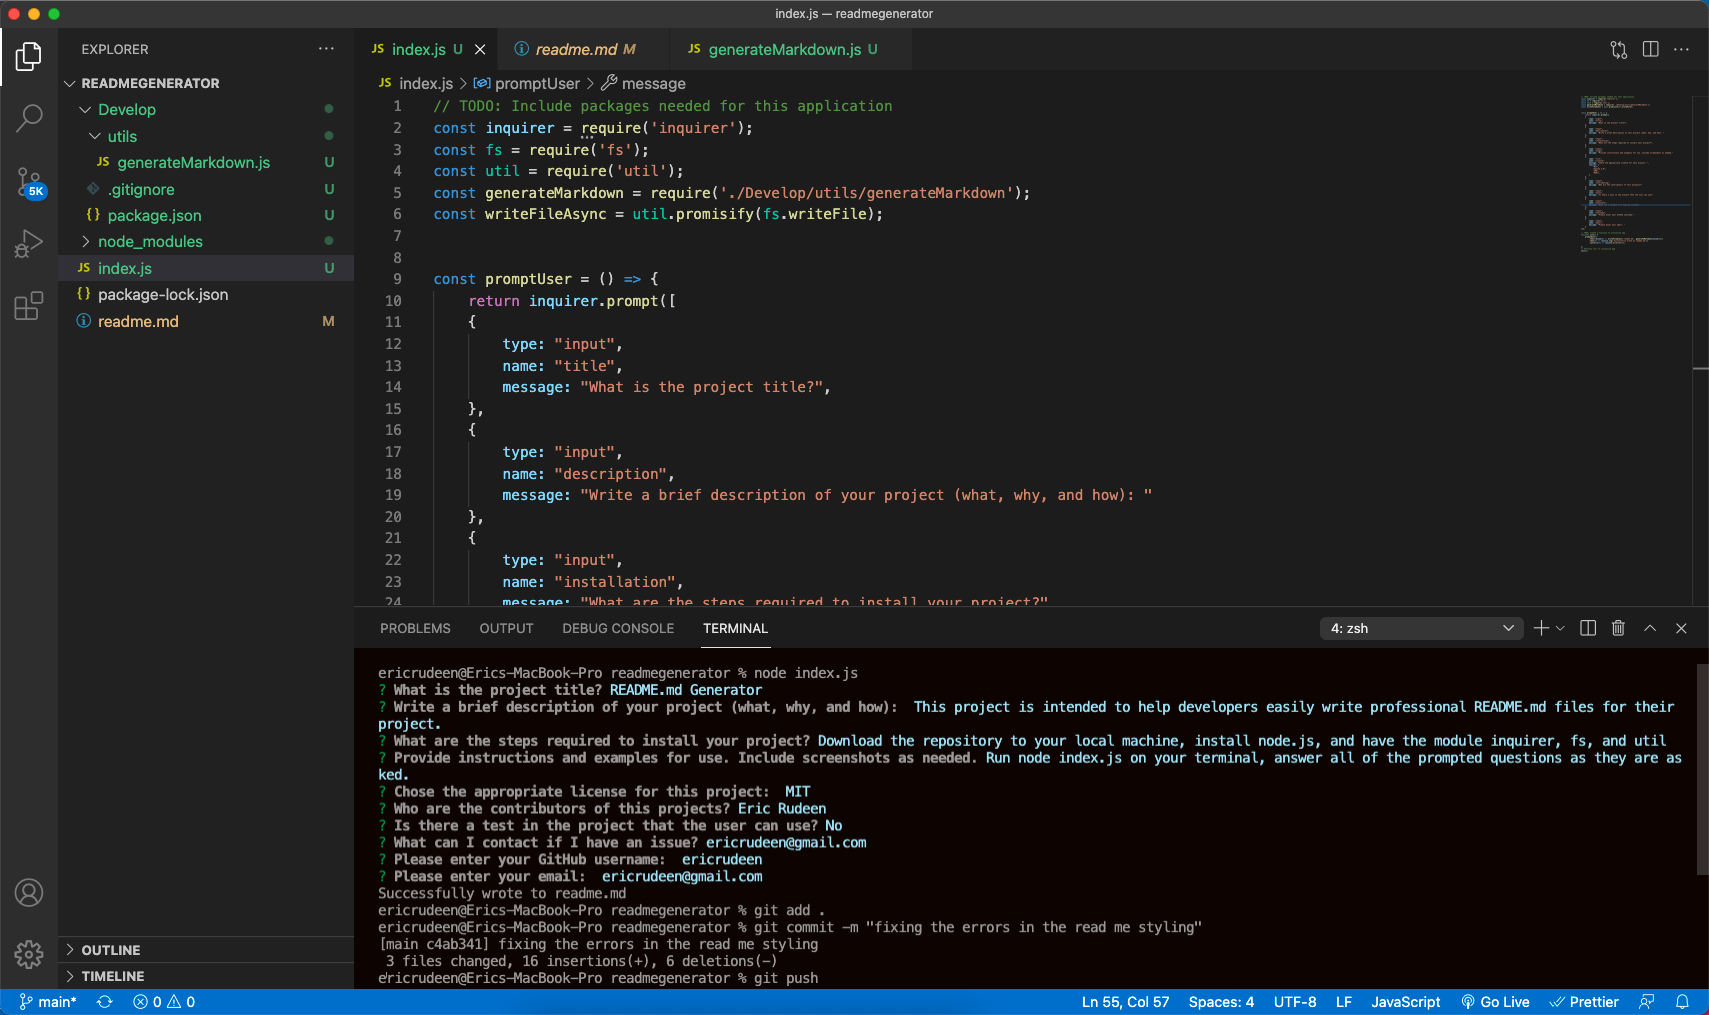 index.js — readmegenerator
EXPLORER
READMEGENERATOR
Develop
utils
JS generateMarkdown.js U
.gitignore U
{} package.json U
node_modules
JS index.js U
{} package-lock.json
readme.md M
OUTLINE
TIMELINE
5K
JS index.js U
readme.md M
JS generateMarkdown.js U
JS index.js > promptUser > message
1 // TODO: Include packages needed for this application
2 const inquirer = require('inquirer');
3 const fs = require('fs');
4 const util = require('util');
5 const generateMarkdown = require('./Develop/utils/generateMarkdown');
6 const writeFileAsync = util.promisify(fs.writeFile);
7
8
9 const promptUser = () => {
10 return inquirer.prompt([
11 {
12 type: "input",
13 name: "title",
14 message: "What is the project title?",
15 },
16 {
17 type: "input",
18 name: "description",
19 message: "Write a brief description of your project (what, why, and how): "
20 },
21 {
22 type: "input",
23 name: "installation",
24 message: "What are the steps required to install your project?"
PROBLEMS OUTPUT DEBUG CONSOLE TERMINAL 4: zsh
ericrudeen@Erics-MacBook-Pro readmegenerator % node index.js
? What is the project title? README.md Generator
? Write a brief description of your project (what, why, and how): This project is intended to help developers easily write professional README.md files for their
project.
? What are the steps required to install your project? Download the repository to your local machine, install node.js, and have the module inquirer, fs, and util
? Provide instructions and examples for use. Include screenshots as needed. Run node index.js on your terminal, answer all of the prompted questions as they are as
ked.
? Chose the appropriate license for this project: MIT
? Who are the contributors of this projects? Eric Rudeen
? Is there a test in the project that the user can use? No
? What can I contact if I have an issue? ericrudeen@gmail.com
? Please enter your GitHub username: ericrudeen
? Please enter your email: ericrudeen@gmail.com
Successfully wrote to readme.md
ericrudeen@Erics-MacBook-Pro readmegenerator % git add .
ericrudeen@Erics-MacBook-Pro readmegenerator % git commit -m "fixing the errors in the read me styling"
[main c4ab341] fixing the errors in the read me styling
3 files changed, 16 insertions(+), 6 deletions(-)
ericrudeen@Erics-MacBook-Pro readmegenerator % git push
main* 0 0 Ln 55, Col 57 Spaces: 4 UTF-8 LF JavaScript Go Live Prettier